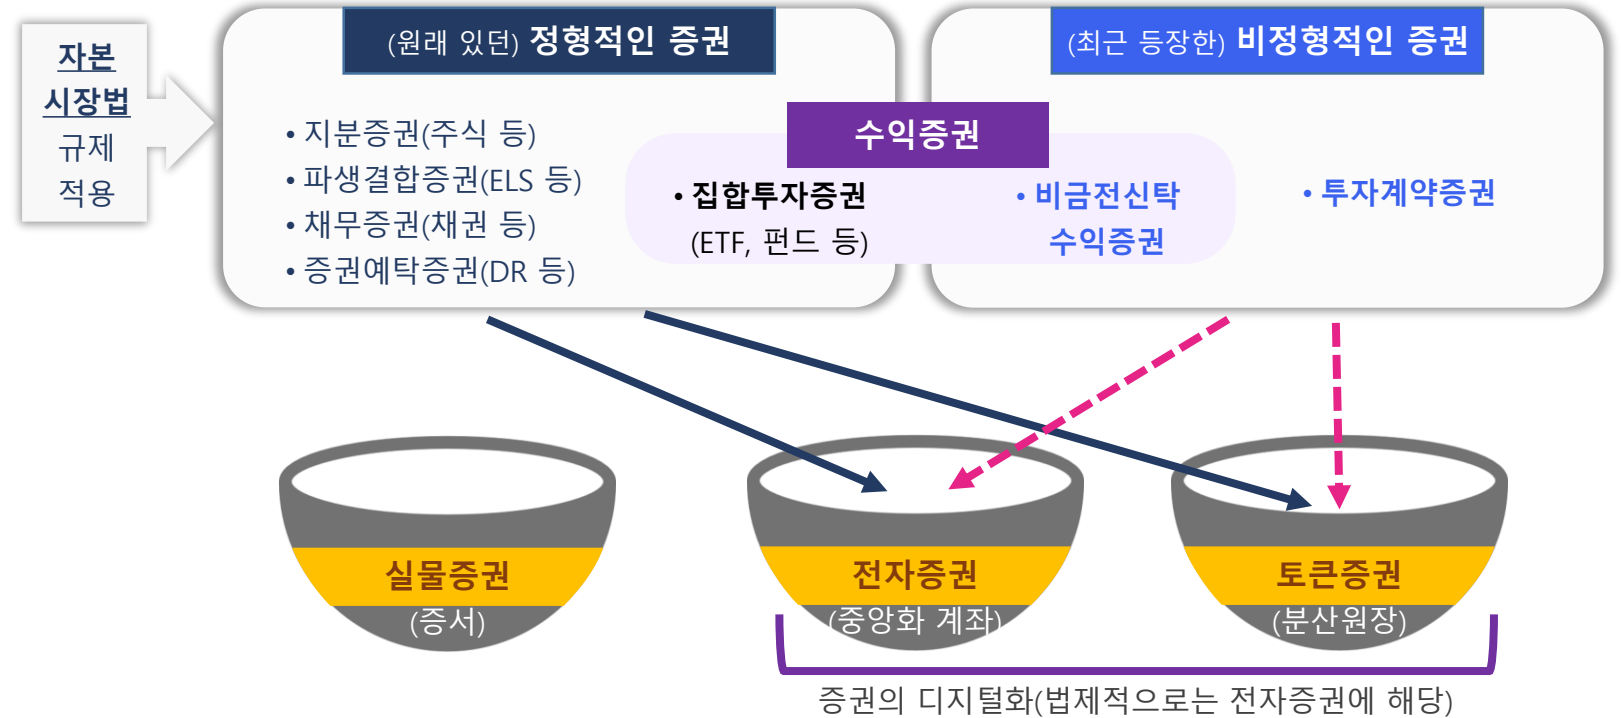 자본
시장법
규제
적용
(원래 있던) 정형적인 증권
• 지분증권(주식 등)
• 파생결합증권(ELS 등)
• 채무증권(채권 등)
• 증권예탁증권(DR 등)
수익증권
• 집합투자증권
(ETF, 펀드 등)
• 비금전신탁
수익증권
(최근 등장한) 비정형적인 증권
• 투자계약증권
실물증권
(증서)
전자증권
(중앙화 계좌)
토큰증권
(분산원장)
증권의 디지털화(법제적으로는 전자증권에 해당)